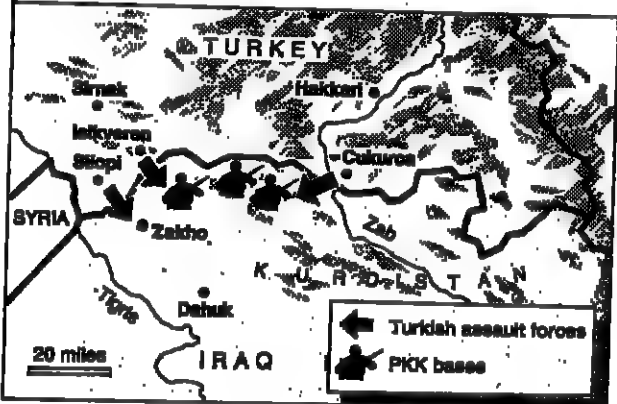 TURKEY
Sirnak
Hakkari
Isikveren
Cukurca
Silopi
SYRIA
Zakho
Zab
KURDISTAN
Tigris
Dahuk
Turkish assault forces
20 miles
IRAQ
PKK bases